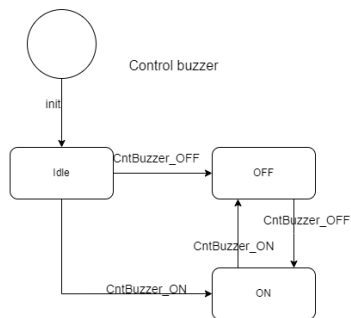 Control buzzer
init
CntBuzzer_OFF
Idle
OFF
CntBuzzer_OFF
CntBuzzer_ON
CntBuzzer_ON
ON